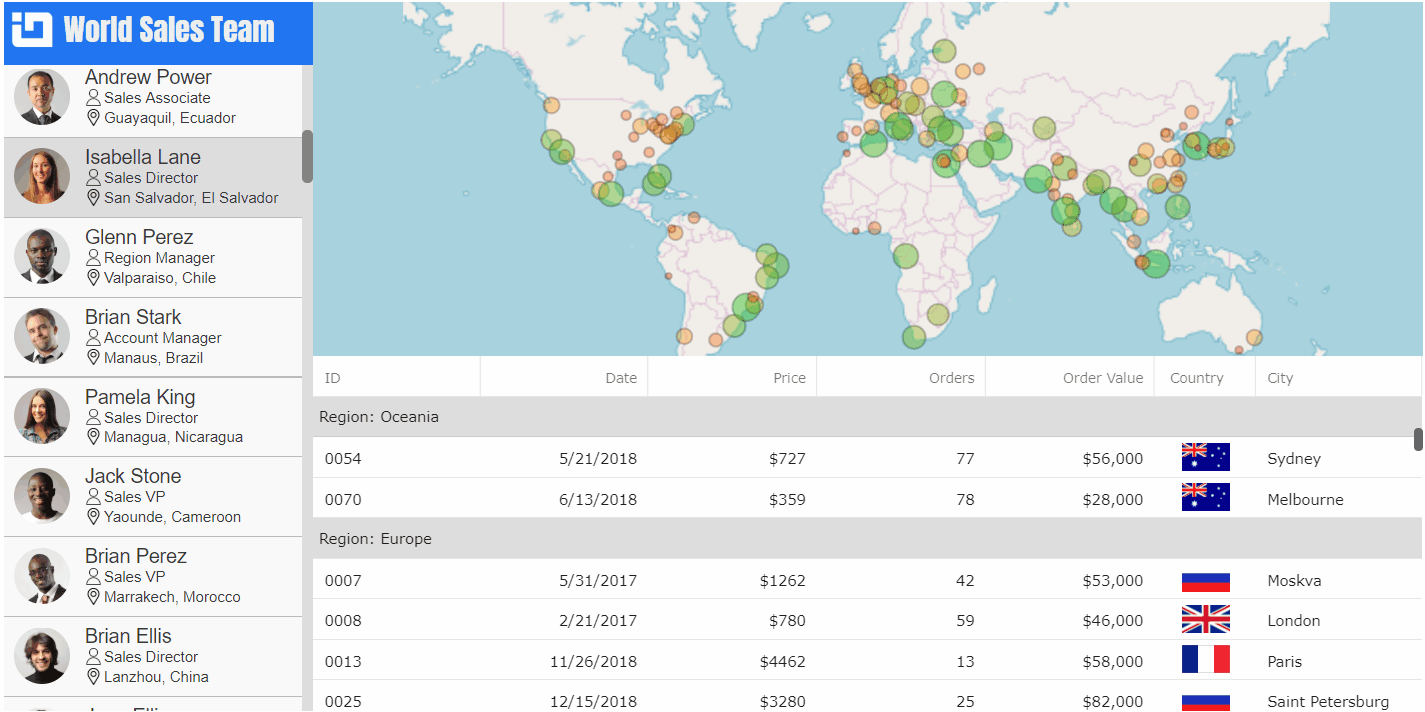 World Sales Team
Andrew Power
Sales Associate
Guayaquil, Ecuador
Isabella Lane
Sales Director
San Salvador, El Salvador
Glenn Perez
Region Manager
Valparaiso, Chile
Brian Stark
Account Manager
Manaus, Brazil
Pamela King
Sales Director
Managua, Nicaragua
Jack Stone
Sales VP
Yaounde, Cameroon
Brian Perez
Sales VP
Marrakech, Morocco
Brian Ellis
Sales Director
Lanzhou, China
ID Date Price Orders Order Value Country City
Region: Oceania
0054 5/21/2018 $727 77 $56,000 Sydney
0070 6/13/2018 $359 78 $28,000 Melbourne
Region: Europe
0007 5/31/2017 $1262 42 $53,000 Moskva
0008 2/21/2017 $780 59 $46,000 London
0013 11/26/2018 $4462 13 $58,000 Paris
0025 12/15/2018 $3280 25 $82,000 Saint Petersburg